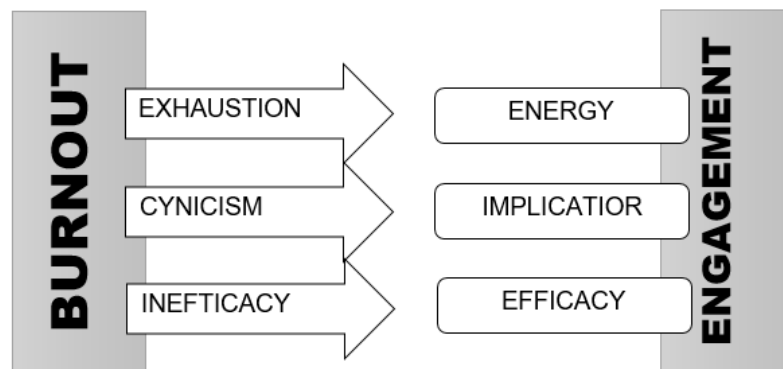 BURNOUT
EXHAUSTION
ENERGY
CYNICISM
IMPLICATIOR
INEFTICACY
EFFICACY
ENGAGEMENT